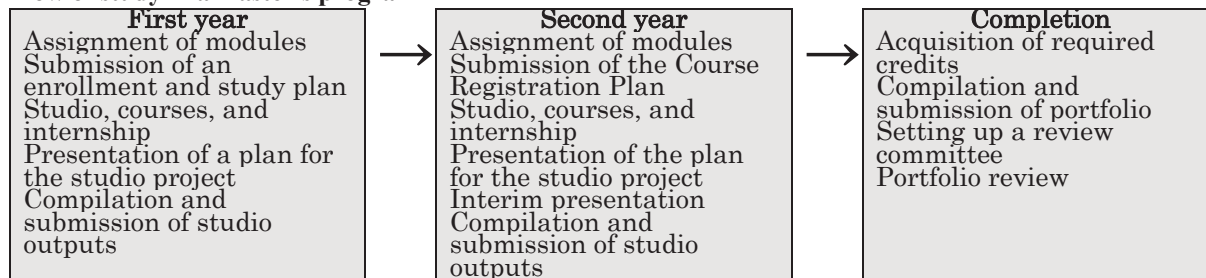 First year
Assignment of modules
Submission of an
enrollment and study plan
Studio, courses, and
internship
Presentation of a plan for
the studio project
Compilation and
submission of studio
outputs
Second year
Assignment of modules
Submission of the Course
Registration Plan
Studio, courses, and
internship
Presentation of the plan
for the studio project
Interim presentation
Compilation and
submission of studio
outputs
Completion
Acquisition of required
credits
Compilation and
submission of portfolio
Setting up a review
committee
Portfolio review